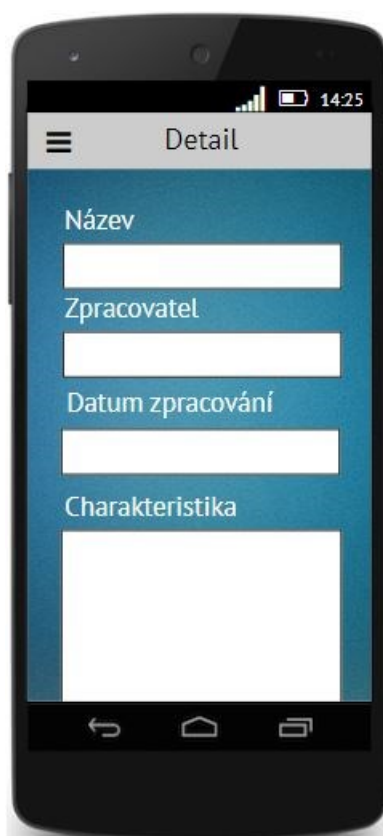 14:25
Detail
Název
Zpracovatel
Datum zpracování
Charakteristika